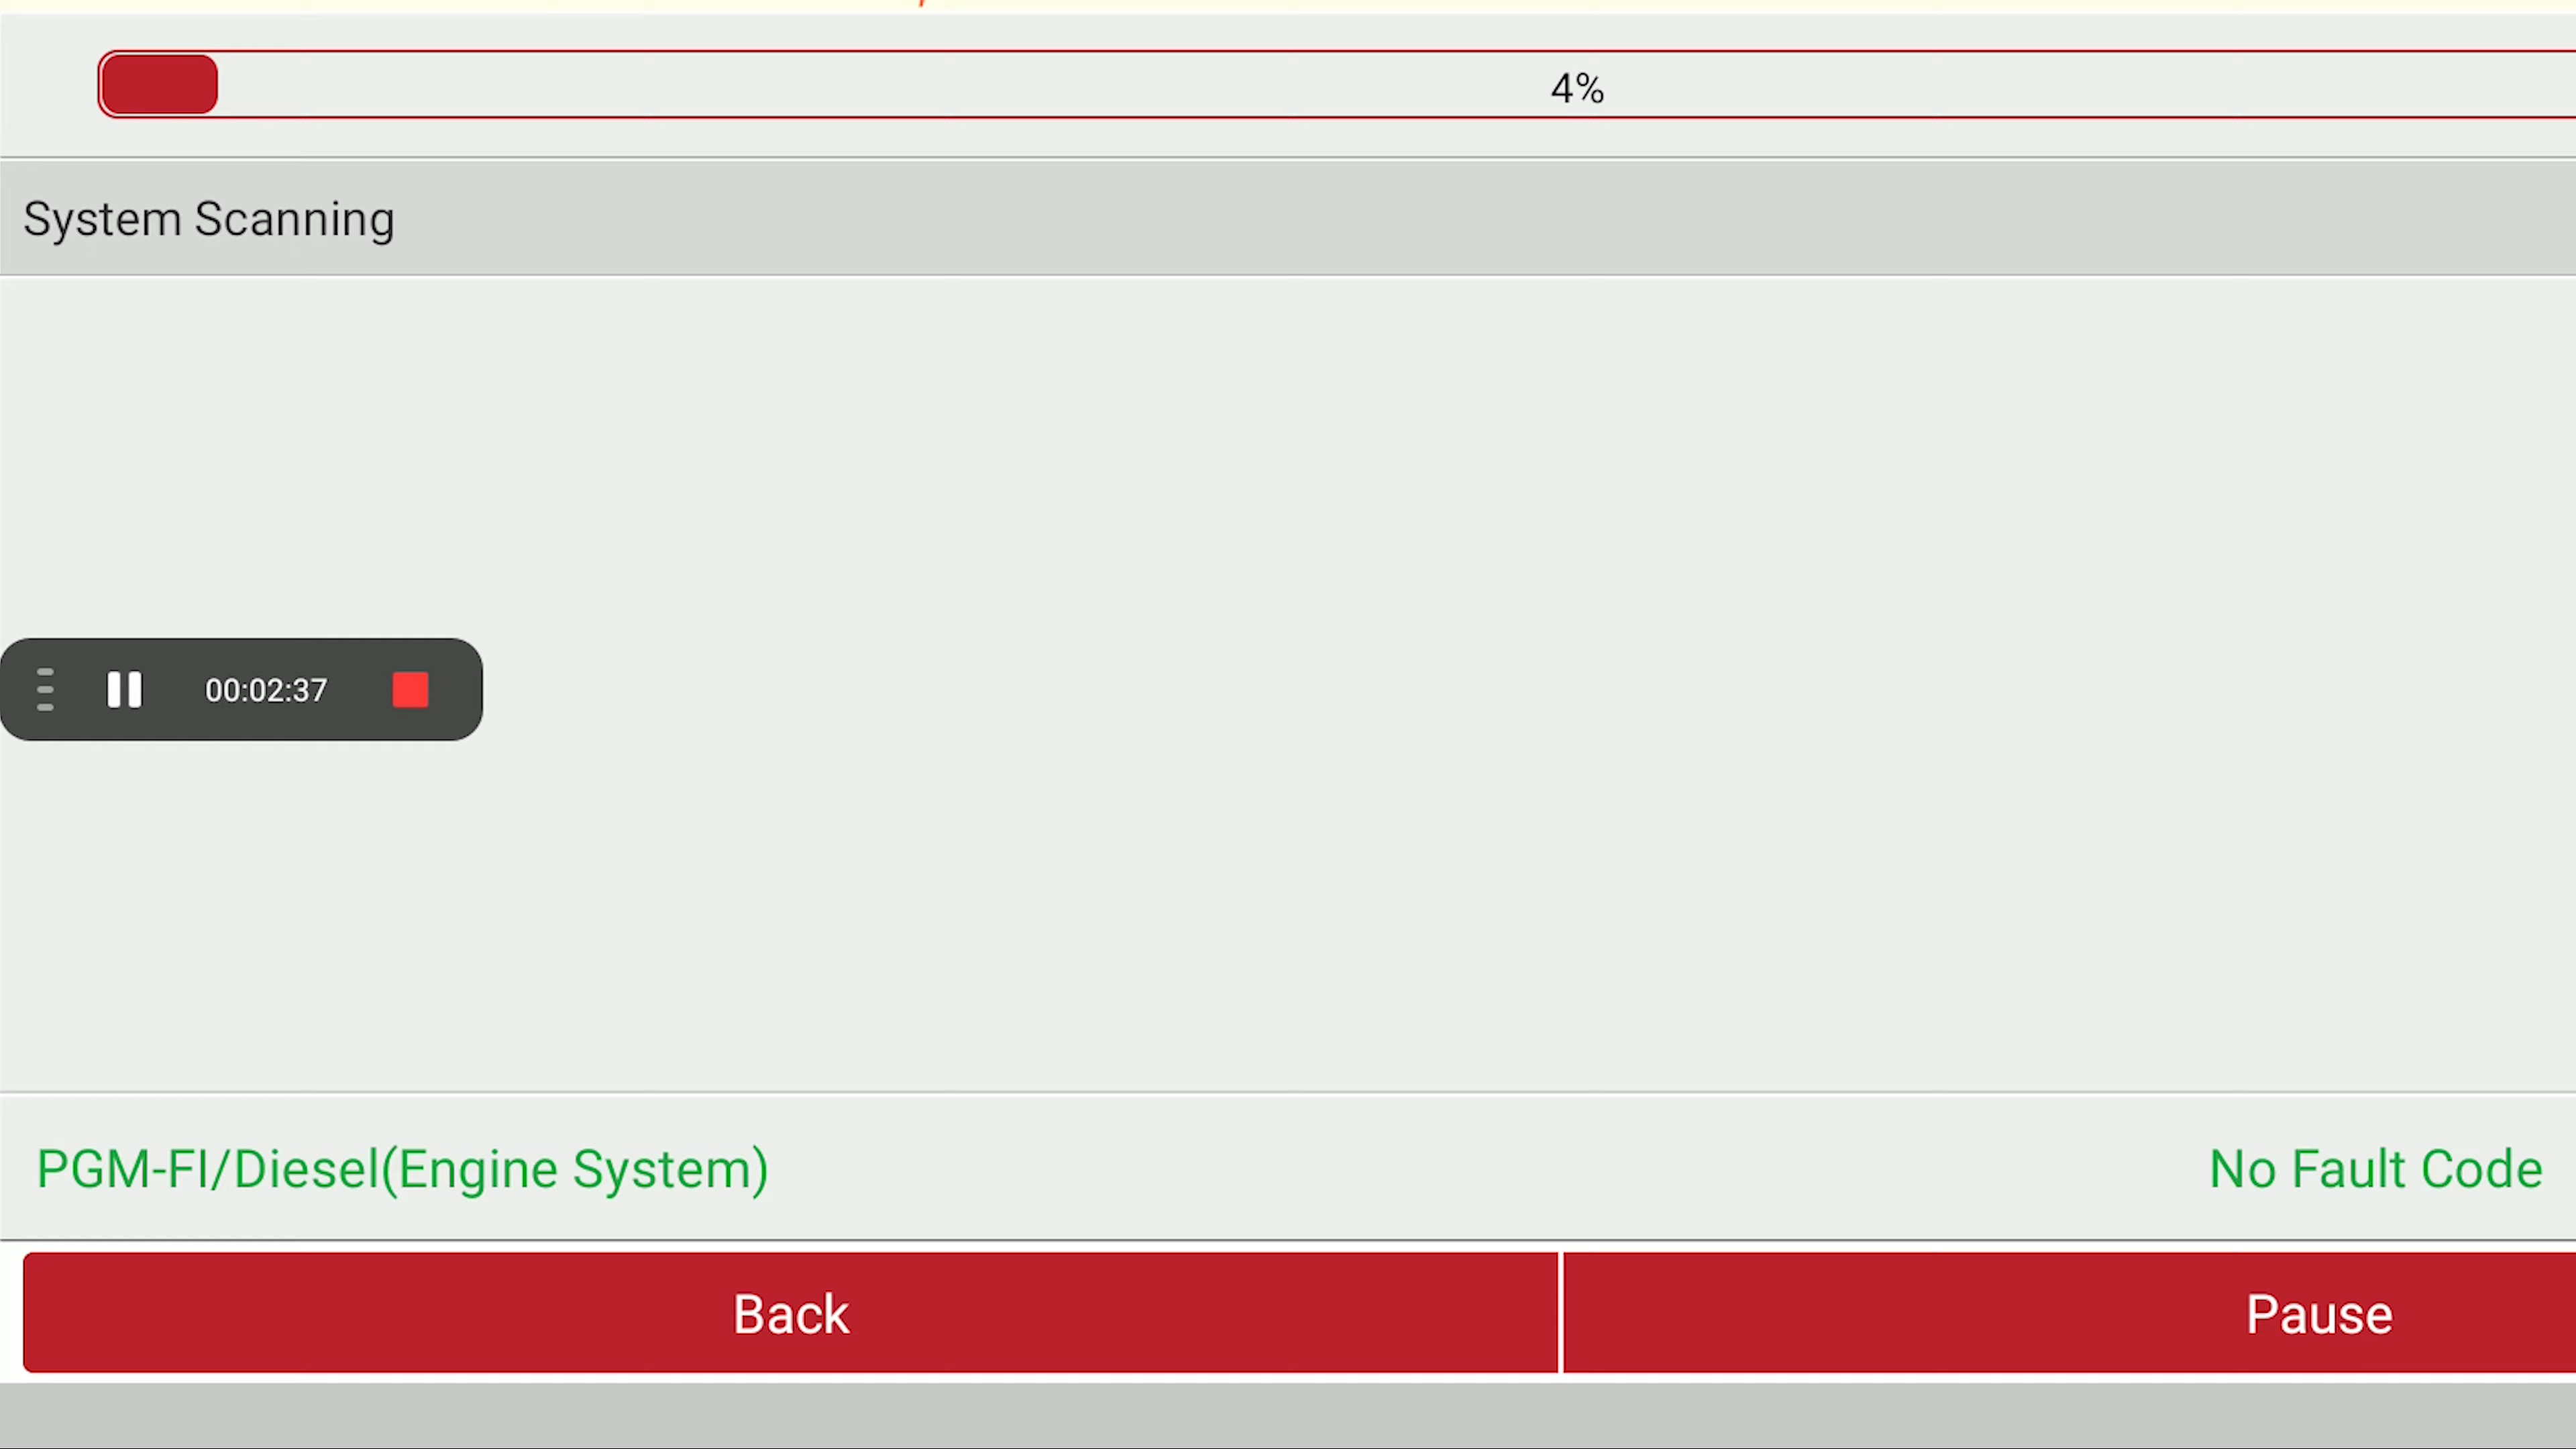 4%
System Scanning
00:02:37
PGM-FI/Diesel(Engine System) No Fault Code
Back Pause